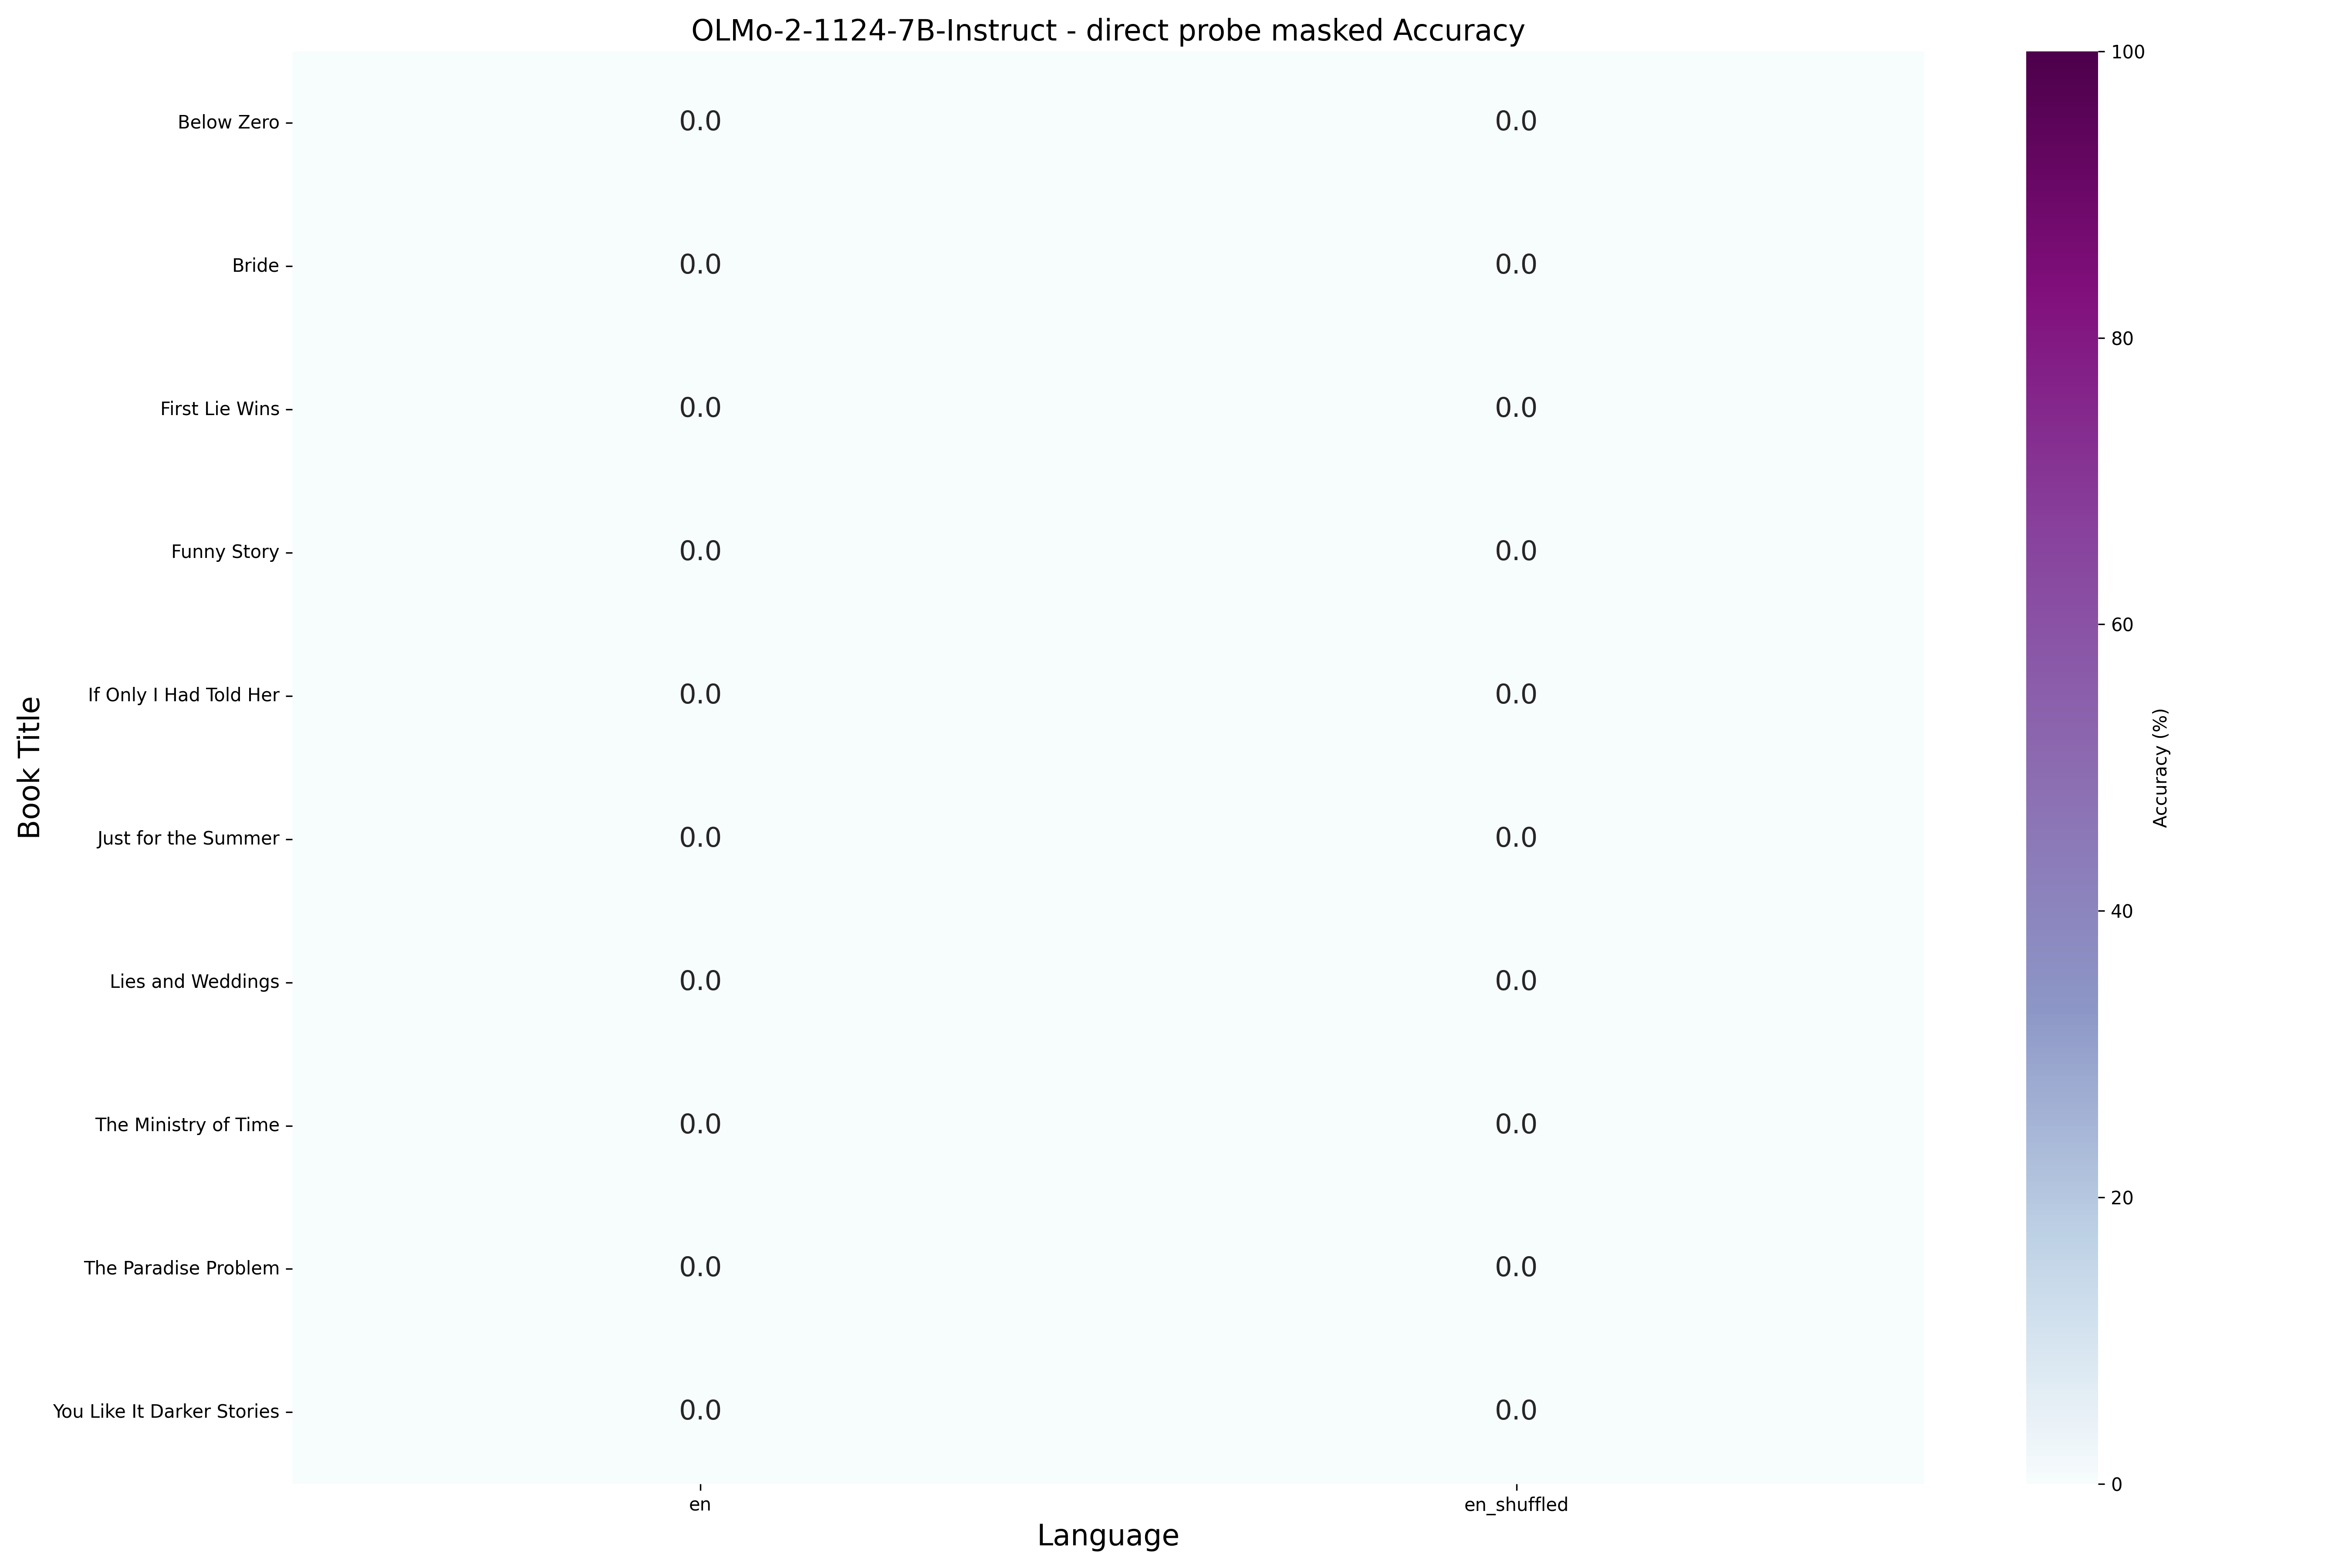 OLMo-2-1124-7B-Instruct - direct probe masked Accuracy
Book Title
Below Zero 0.0 0.0
Bride 0.0 0.0
First Lie Wins 0.0 0.0
Funny Story 0.0 0.0
If Only I Had Told Her 0.0 0.0
Just for the Summer 0.0 0.0
Lies and Weddings 0.0 0.0
The Ministry of Time 0.0 0.0
The Paradise Problem 0.0 0.0
You Like It Darker Stories 0.0 0.0
en en_shuffled
Language
100
80
60
40
20
0
Accuracy (%)